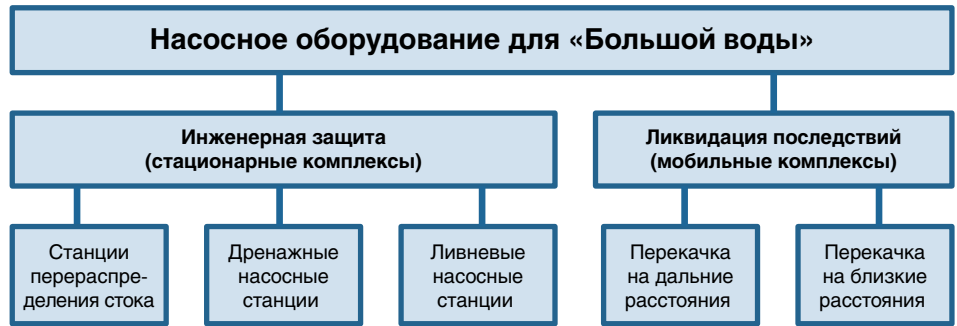 Насосное оборудование для «Большой воды»
Инженерная защита
(стационарные комплексы)
Ликвидация последствий
(мобильные комплексы)
Станции
перераспре-
деления стока
Дренажные
насосные
станции
Ливневые
насосные
станции
Перекачка
на дальние
расстояния
Перекачка
на близкие
расстояния